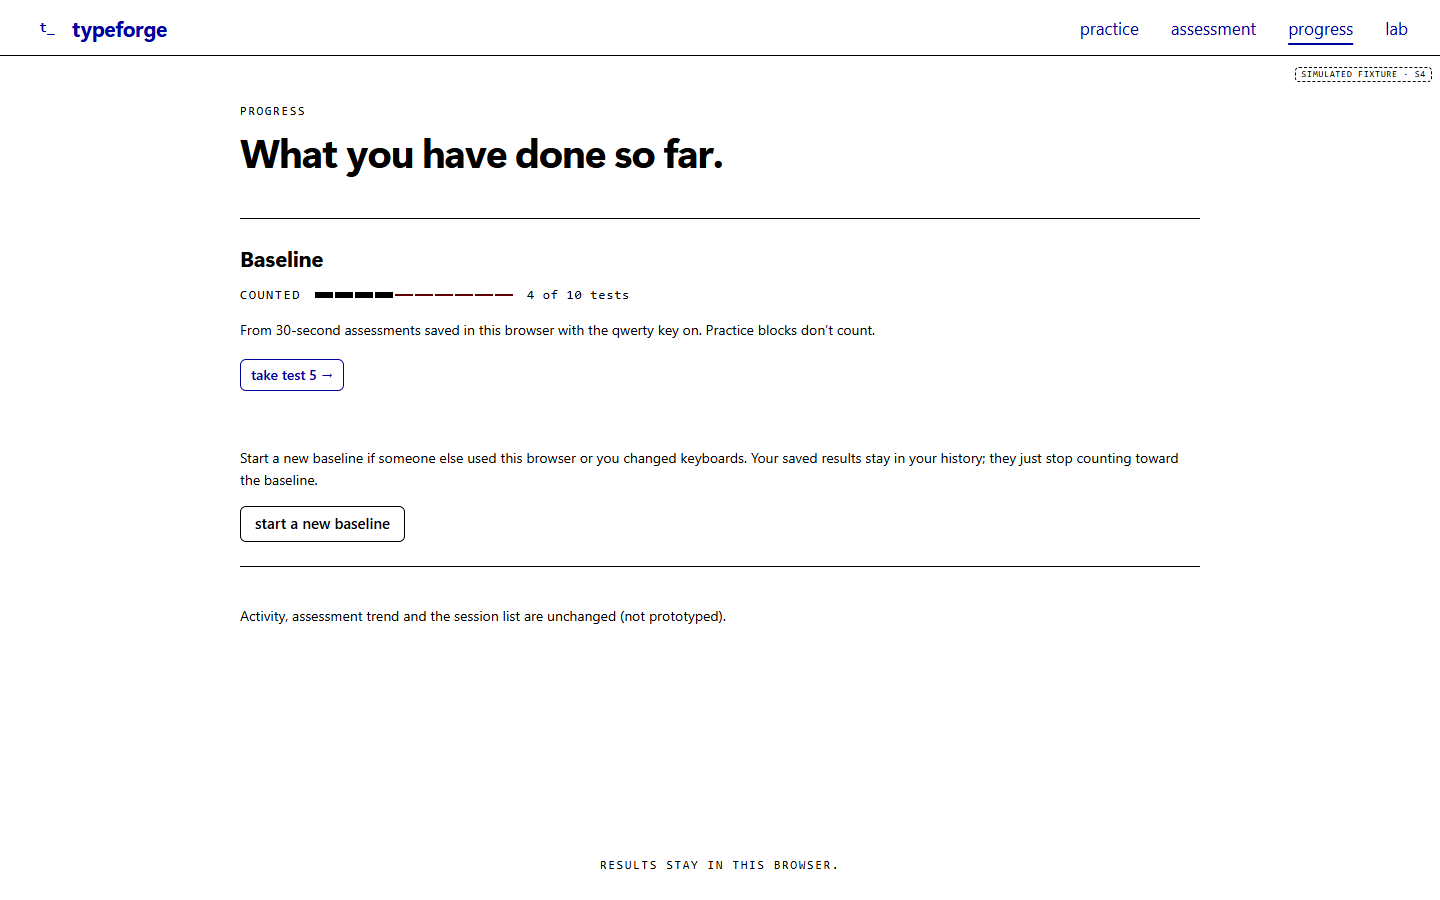 t_ typeforge practice assessment progress lab
SIMULATED FIXTURE · S4
PROGRESS
What you have done so far.
Baseline
COUNTED 4 of 10 tests
From 30-second assessments saved in this browser with the qwerty key on. Practice blocks don’t count.
take test 5 →
Start a new baseline if someone else used this browser or you changed keyboards. Your saved results stay in your history; they just stop counting toward
the baseline.
start a new baseline
Activity, assessment trend and the session list are unchanged (not prototyped).
RESULTS STAY IN THIS BROWSER.